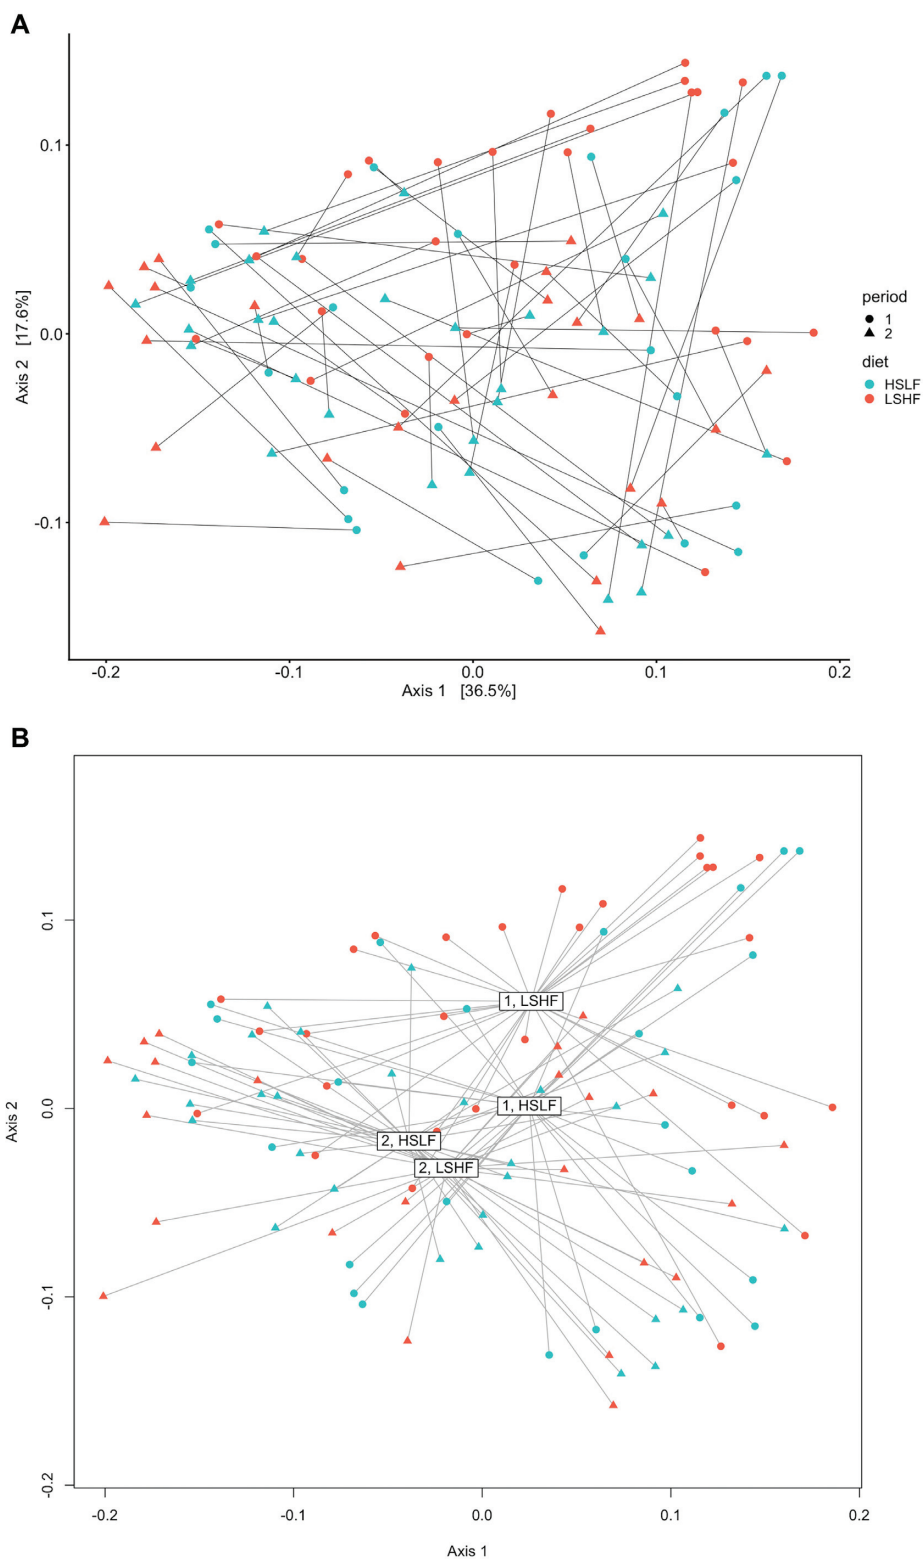 A
0.1
0.0
-0.1
Axis 2 [17.6%]
-0.2
-0.1
0.0
0.1
0.2
Axis 1 [36.5%]
period
1
2
diet
HSLF
LSHF
B
0.1
0.0
-0.1
-0.2
Axis 2
1, LSHF
1, HSLF
2, HSLF
2, LSHF
-0.2
-0.1
0.0
0.1
0.2
Axis 1